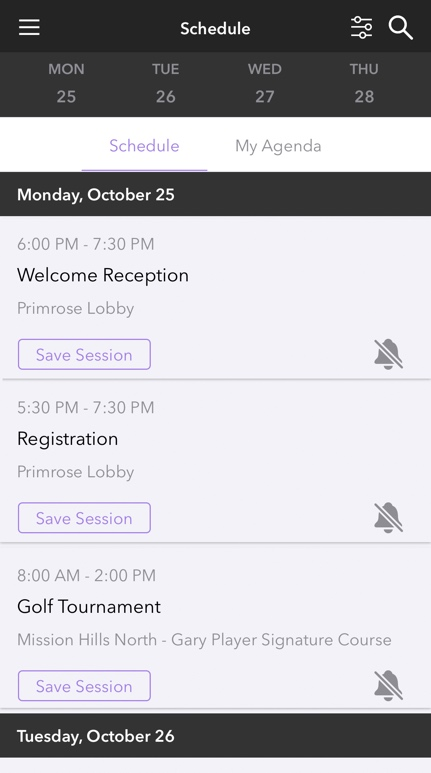 Schedule
MON TUE WED THU
25 26 27 28
Schedule My Agenda
Monday, October 25
6:00 PM - 7:30 PM
Welcome Reception
Primrose Lobby
Save Session
5:30 PM - 7:30 PM
Registration
Primrose Lobby
Save Session
8:00 AM - 2:00 PM
Golf Tournament
Mission Hills North - Gary Player Signature Course
Save Session
Tuesday, October 26